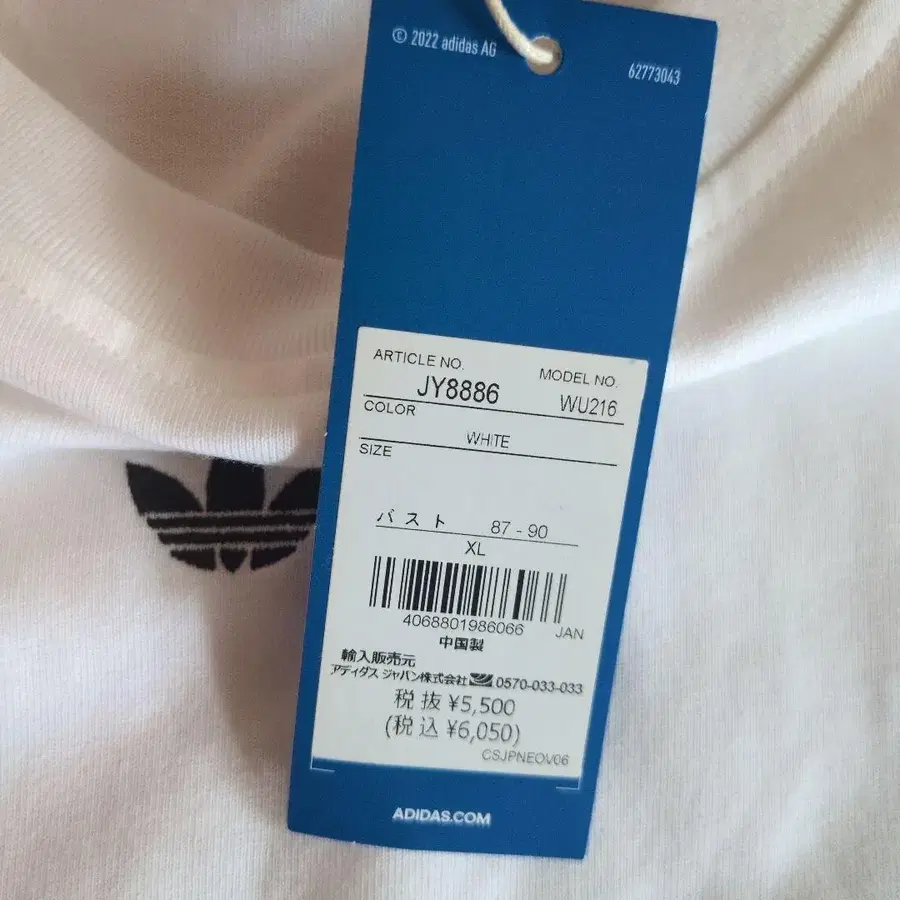 © 2022 adidas AG
62773043
ARTICLE NO.
JY8886
MODEL NO.
WU216
COLOR
WHITE
SIZE
バスト 87 - 90
XL
4068801986066 JAN
中国製
輸入販売元
アディダス ジャパン株式会社 0570-033-033
税抜 ¥5,500
(税込 ¥6,050)
CSJPNEOV06
ADIDAS.COM